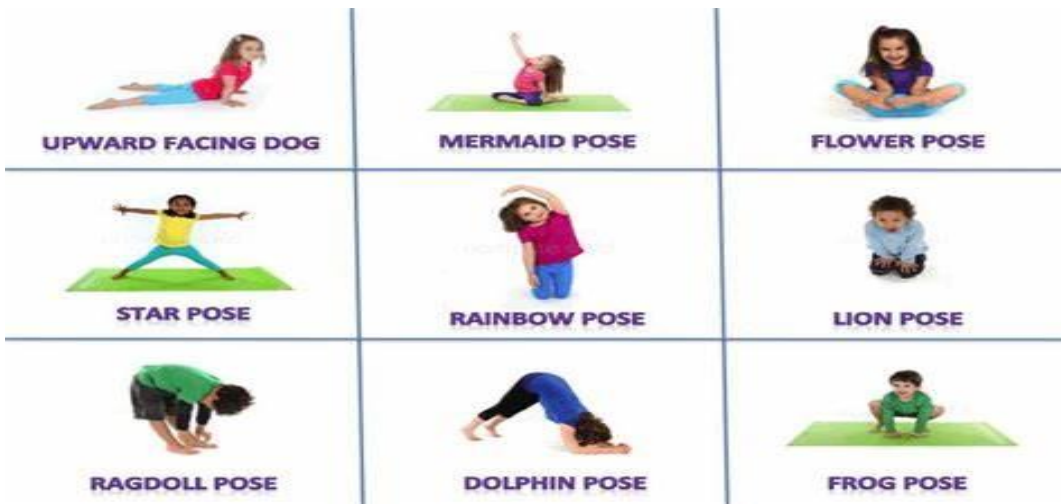 UPWARD FACING DOG
MERMAID POSE
FLOWER POSE
STAR POSE
RAINBOW POSE
LION POSE
RAGDOLL POSE
DOLPHIN POSE
FROG POSE